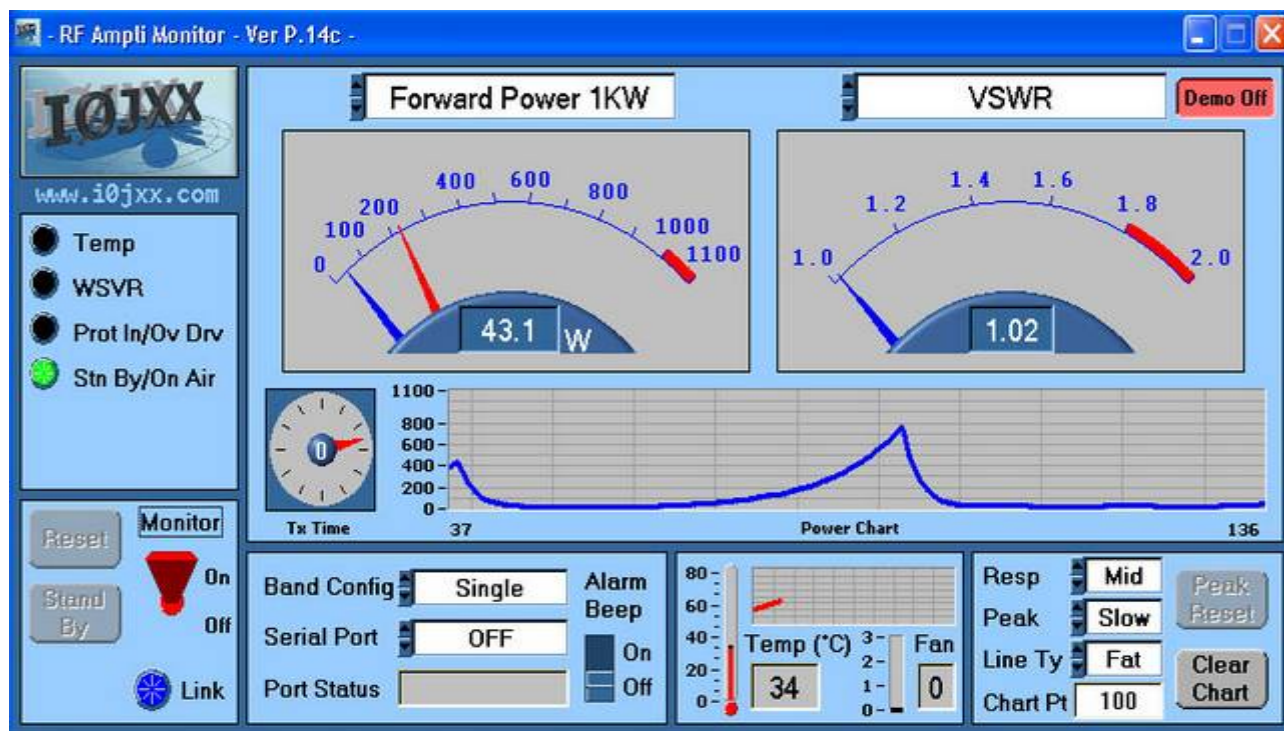 - RF Ampli Monitor - Ver P.14c -
I0JXX
www.i0jxx.com
Temp
WSVR
Prot In/Ov Drv
Stn By/On Air
Reset
Monitor
On
Stand By
Off
Link
Forward Power 1KW
0 100 200 400 600 800 1000 1100
43.1 W
VSWR
Demo Off
1.0 1.2 1.4 1.6 1.8 2.0
1.02
0
Tx Time
1100
800
600
400
200
0
37 Power Chart 136
Band Config Single
Serial Port OFF
Port Status
Alarm
Beep
On
Off
80
60
40
20
0
Temp (°C)
34
3
2
1
0
Fan
0
Resp Mid
Peak Slow
Line Ty Fat
Chart Pt 100
Peak
Reset
Clear
Chart